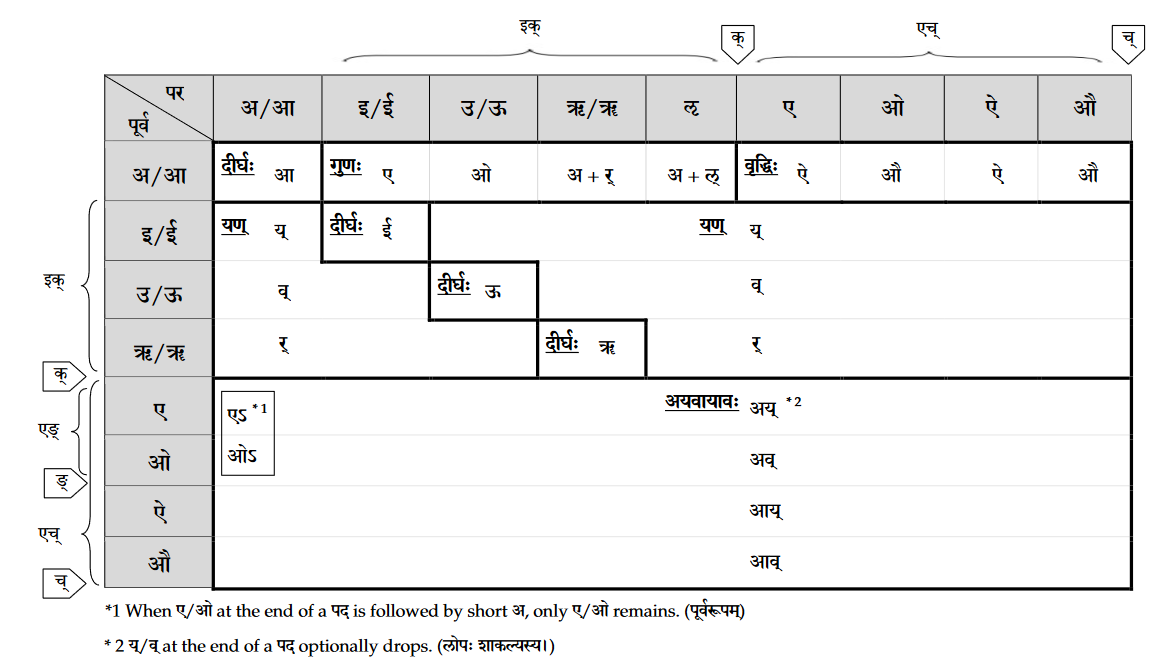 इक् एच्
क् च्
पर
पूर्व
अ/आ इ/ई उ/ऊ ऋ/ॠ ऌ ए ओ ऐ औ
अ/आ दीर्घः आ गुणः ए ओ अ + र् अ + ल् वृद्धिः ऐ औ ऐ औ
इ/ई यण् य् दीर्घः ई यण् य्
इक्
उ/ऊ व् दीर्घः ऊ व्
ऋ/ॠ र् दीर्घः ॠ र्
क्
ए एऽ *1 अयवायावः अय् *2
एङ्
ओ ओऽ अव्
ङ्
ऐ आय्
एच्
औ आव्
च्
*1 When ए/ओ at the end of a पद is followed by short अ, only ए/ओ remains. (पूर्वरूपम्)
* 2 य्/व् at the end of a पद optionally drops. (लोपः शाकल्यस्य।)